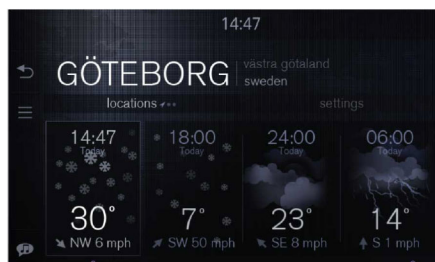 14:47
GÖTEBORG
västra götaland
sweden
locations
settings
14:47
Today
30°
NW 6 mph
18:00
Today
7°
SW 50 mph
24:00
Today
23°
SE 8 mph
06:00
Today
14°
S 1 mph